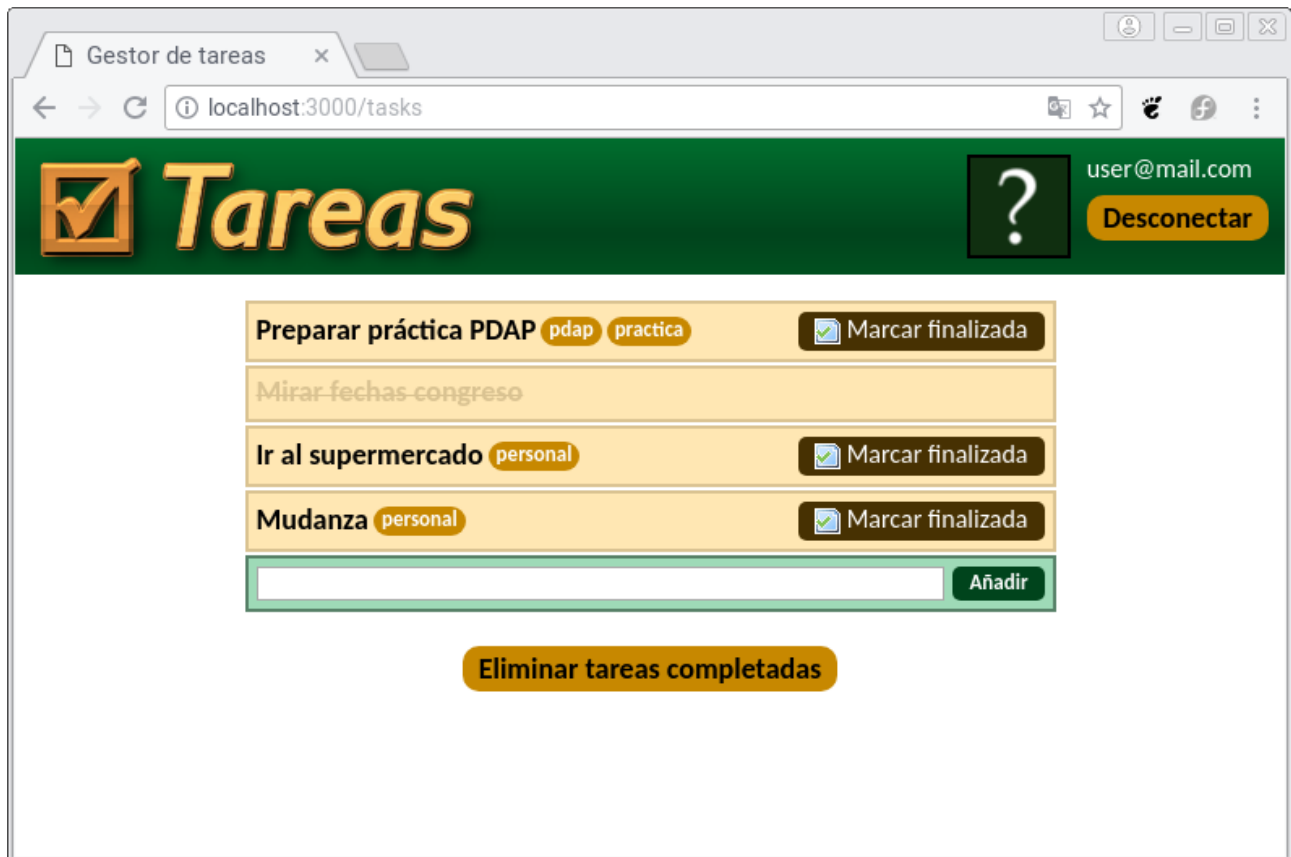 Gestor de tareas
localhost:3000/tasks
Tareas
?
user@mail.com
Desconectar
Preparar práctica PDAP pdap practica Marcar finalizada
Mirar fechas congreso
Ir al supermercado personal Marcar finalizada
Mudanza personal Marcar finalizada
Añadir
Eliminar tareas completadas